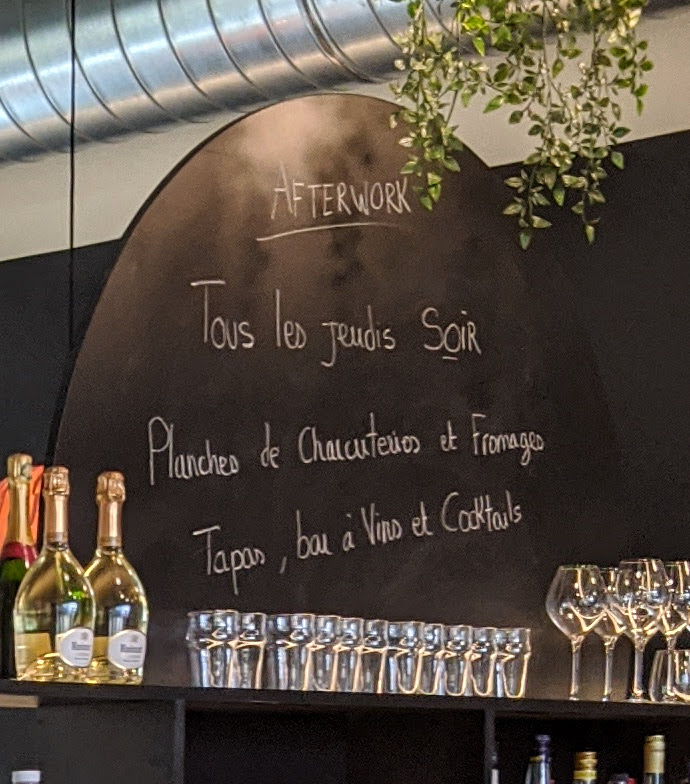 AFTERWORK
Tous les jeudis SOIR
Planches de Charcuteries et Fromages
Tapas, bar à Vins et Cocktails